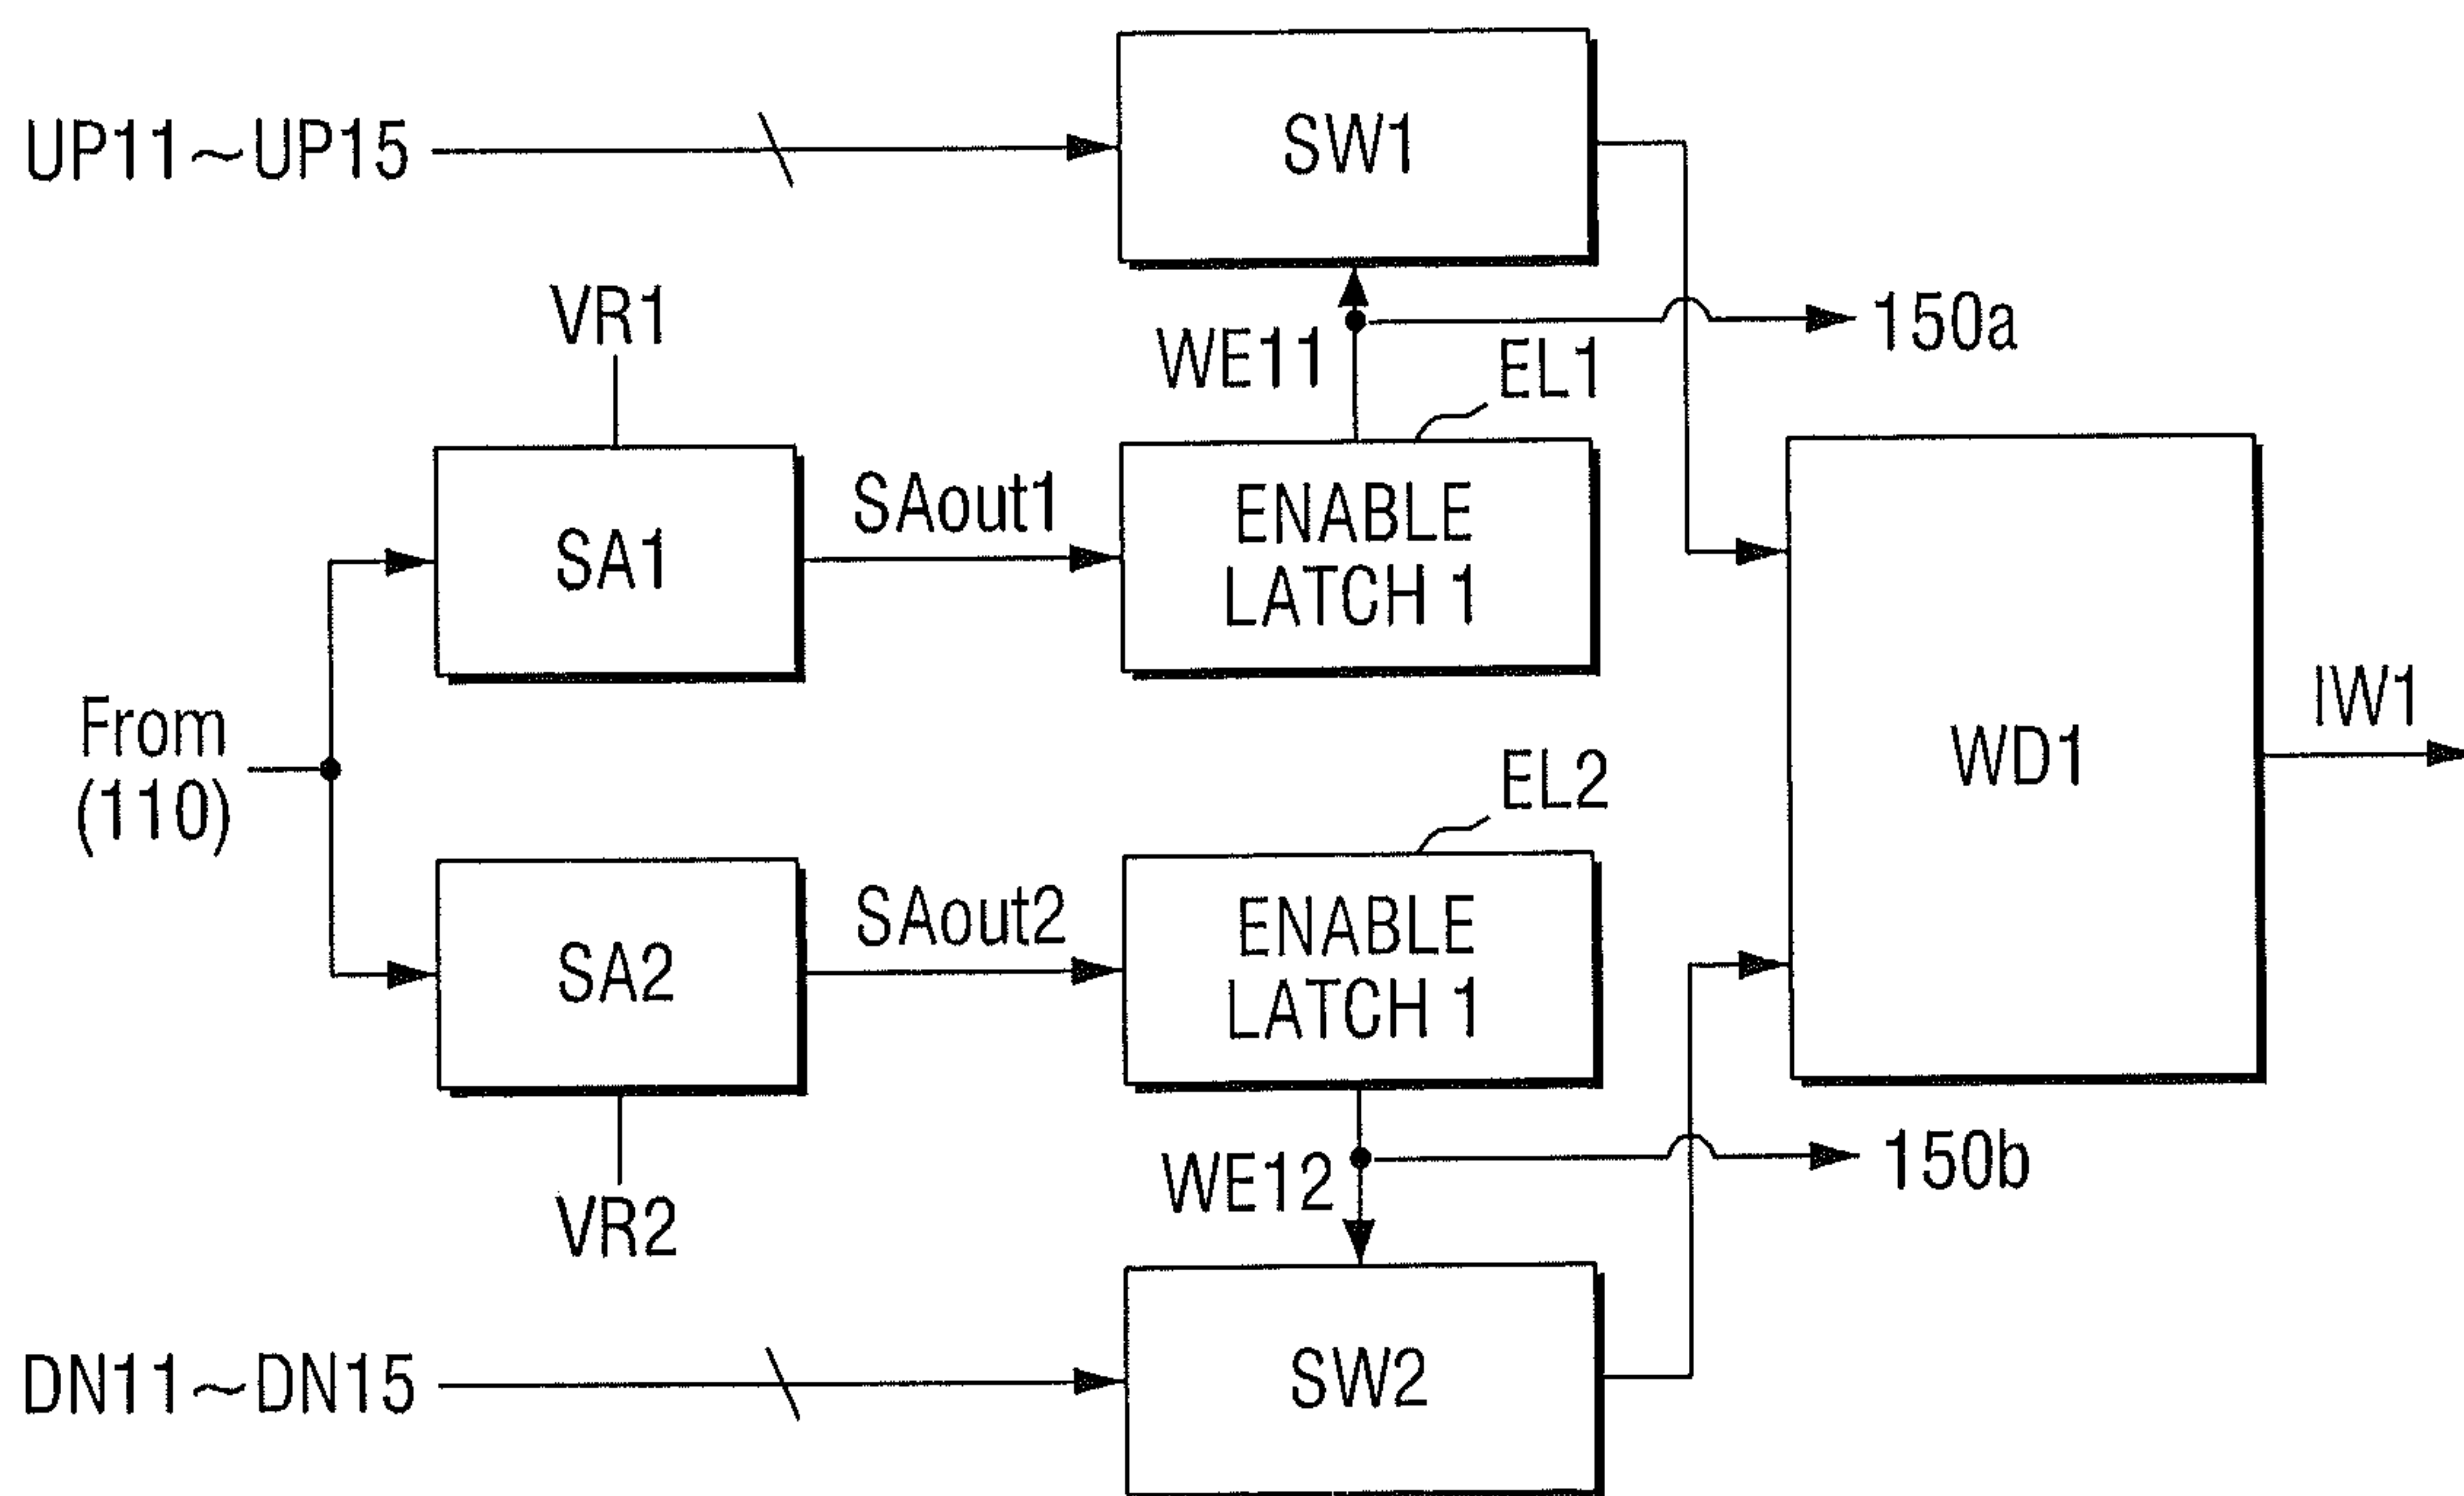 SW1
UP11~UP15
VR1
150a
WE11
EL1
SA1
SAout1
ENABLE
LATCH 1
From
(110)
IW1
WD1
EL2
SA2
SAout2
ENABLE
LATCH 1
VR2
WE12
150b
DN11~DN15
SW2